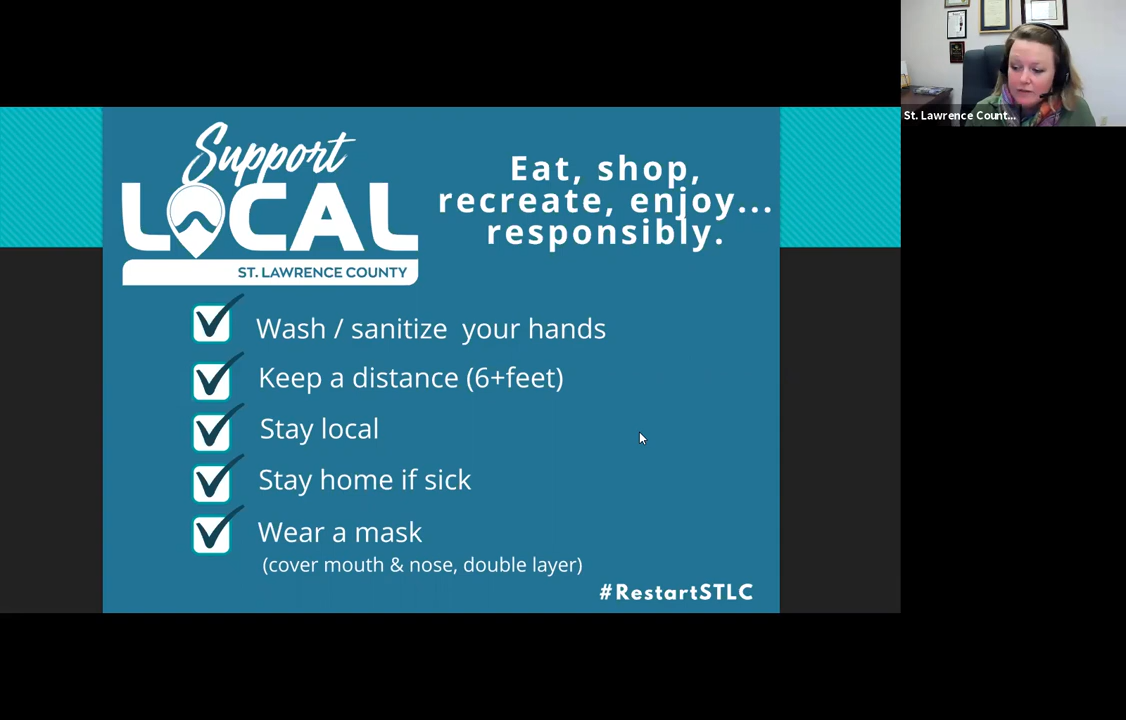 Support
LOCAL
ST. LAWRENCE COUNTY
Eat, shop,
recreate, enjoy...
responsibly.
Wash / sanitize your hands
Keep a distance (6+feet)
Stay local
Stay home if sick
Wear a mask
(cover mouth & nose, double layer)
#RestartSTLC
St. Lawrence Count...